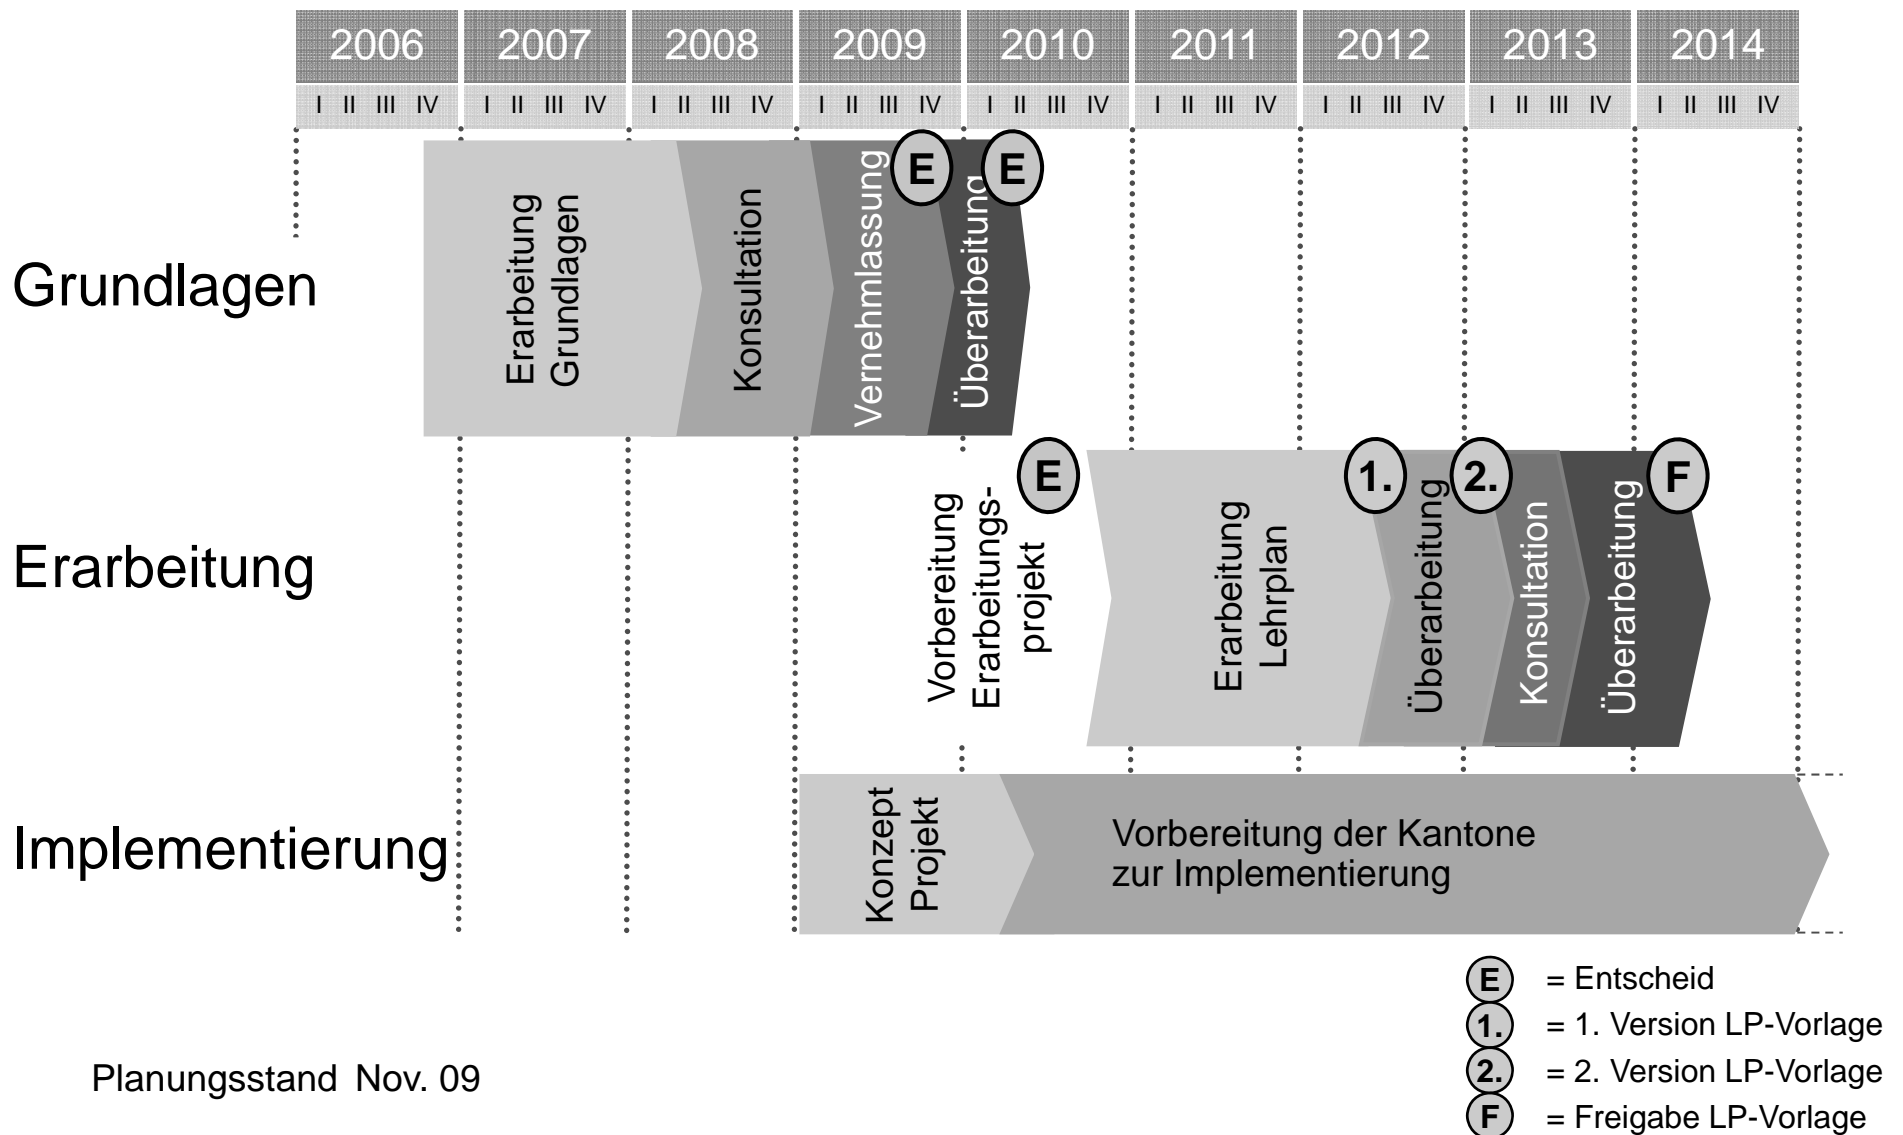 2006 2007 2008 2009 2010 2011 2012 2013 2014
I II III IV I II III IV I II III IV I II III IV I II III IV I II III IV I II III IV I II III IV I II III IV
Grundlagen
Erarbeitung
Grundlagen
Konsultation
Vernehmlassung
E
Überarbeitung
E
Erarbeitung
Vorbereitung
Erarbeitungs-
projekt
E
Erarbeitung
Lehrplan
1.
Überarbeitung
2.
Konsultation
Überarbeitung
F
Implementierung
Konzept
Projekt
Vorbereitung der Kantone
zur Implementierung
E = Entscheid
1. = 1. Version LP-Vorlage
2. = 2. Version LP-Vorlage
F = Freigabe LP-Vorlage
Planungsstand Nov. 09